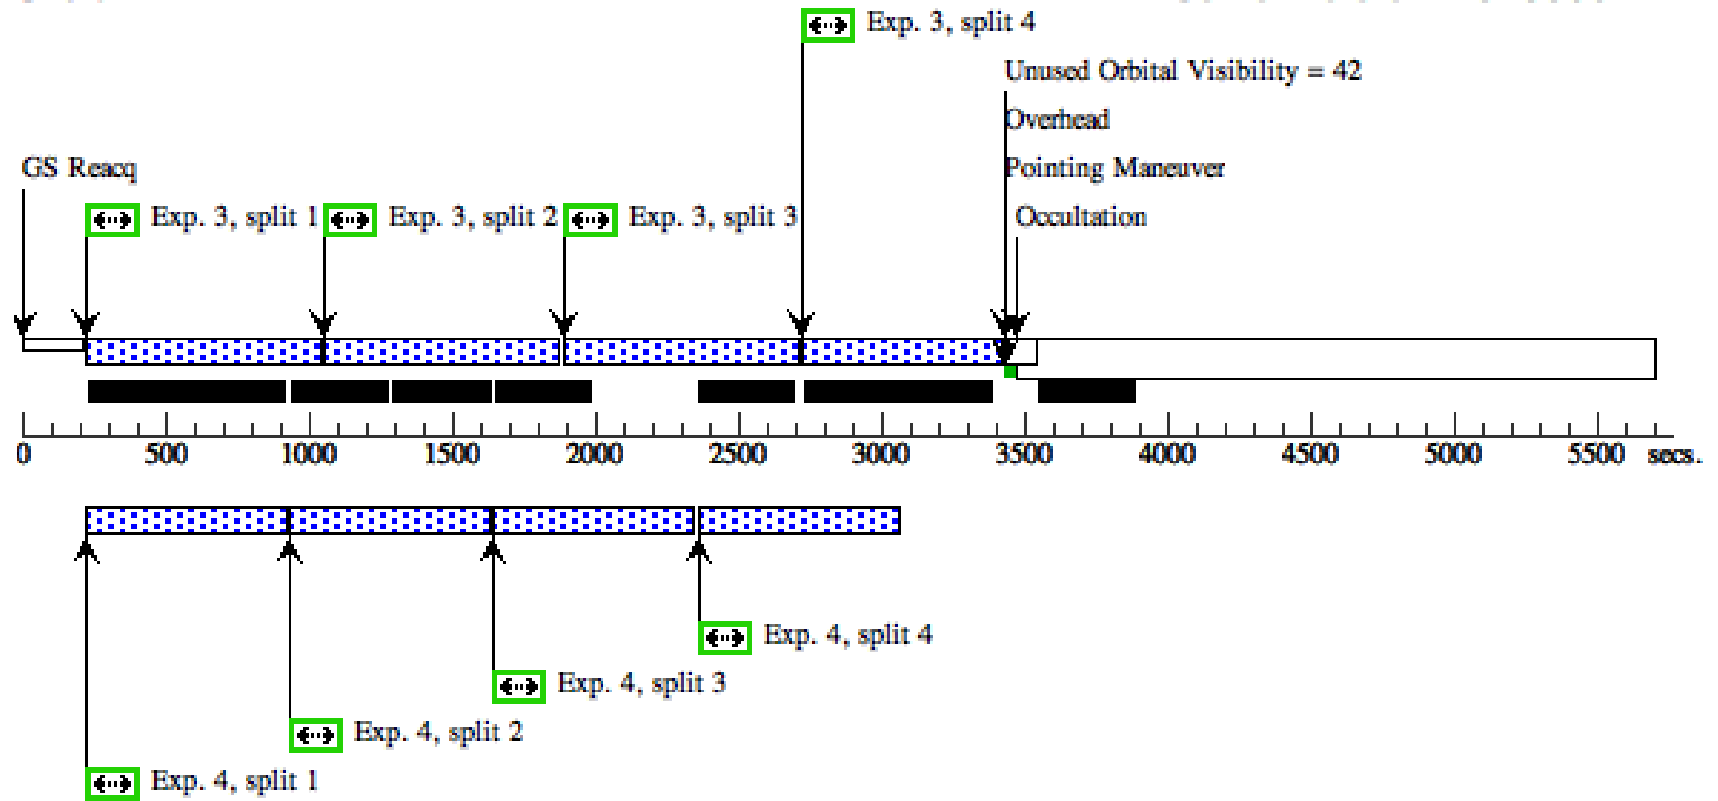 Exp. 3, split 4
Unused Orbital Visibility = 42
Overhead
GS Reacq
Pointing Maneuver
Exp. 3, split 1
Exp. 3, split 2
Exp. 3, split 3
Occultation
0 500 1000 1500 2000 2500 3000 3500 4000 4500 5000 5500 secs.
Exp. 4, split 4
Exp. 4, split 3
Exp. 4, split 2
Exp. 4, split 1